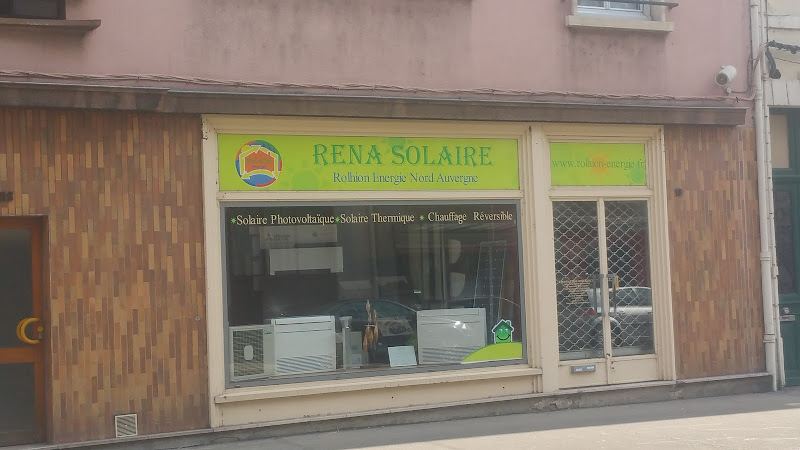 RENA SOLAIRE
Rolhion Energie Nord Auvergne
www.rolhion-energie.fr
*Solaire Photovoltaïque*Solaire Thermique * Chauffage Réversible